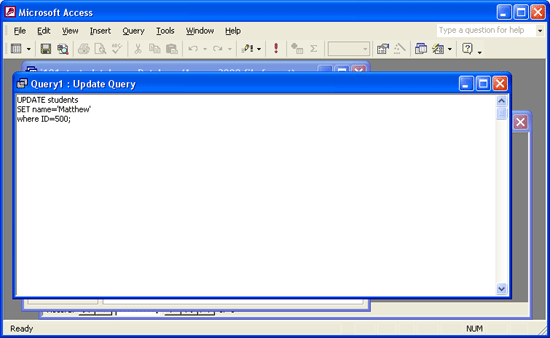 Microsoft Access
File Edit View Insert Query Tools Window Help
Type a question for help
Query1 : Update Query
UPDATE students
SET name='Matthew'
where ID=500;
Ready
NUM